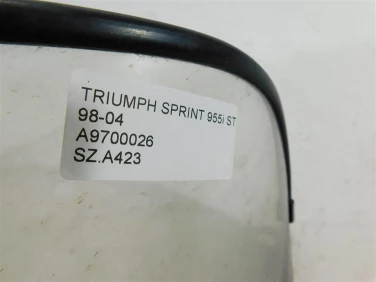 TRIUMPH SPRINT 955i ST
98-04
A9700026
SZ.A423